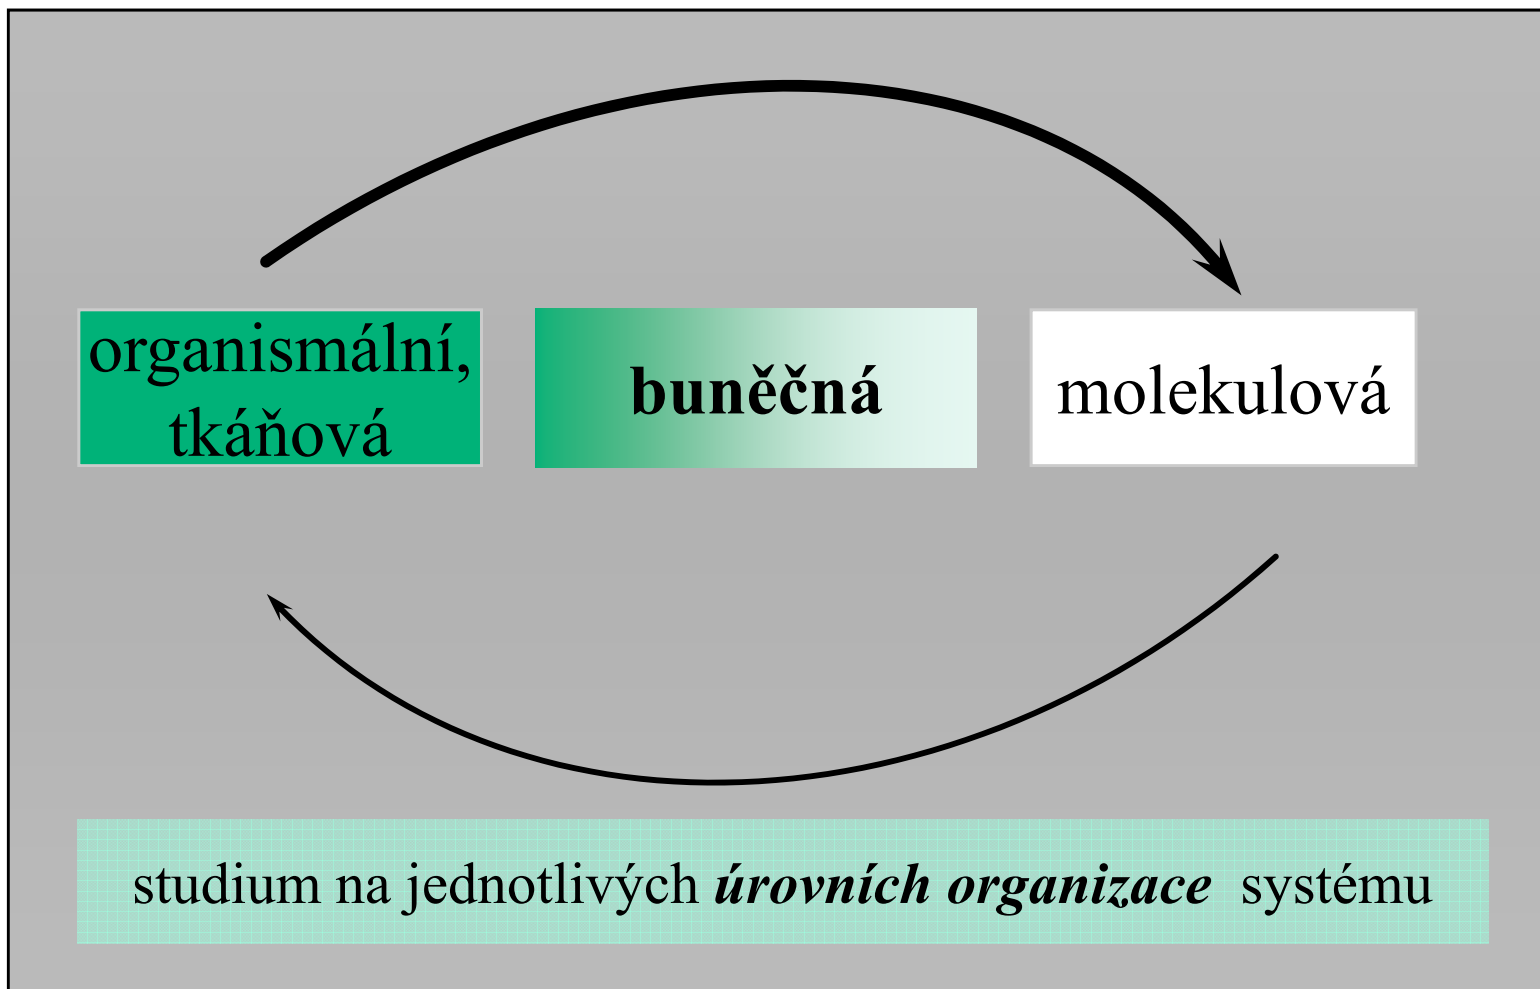 organismální,
tkáňová
buněčná
molekulová
studium na jednotlivých úrovních organizace systému